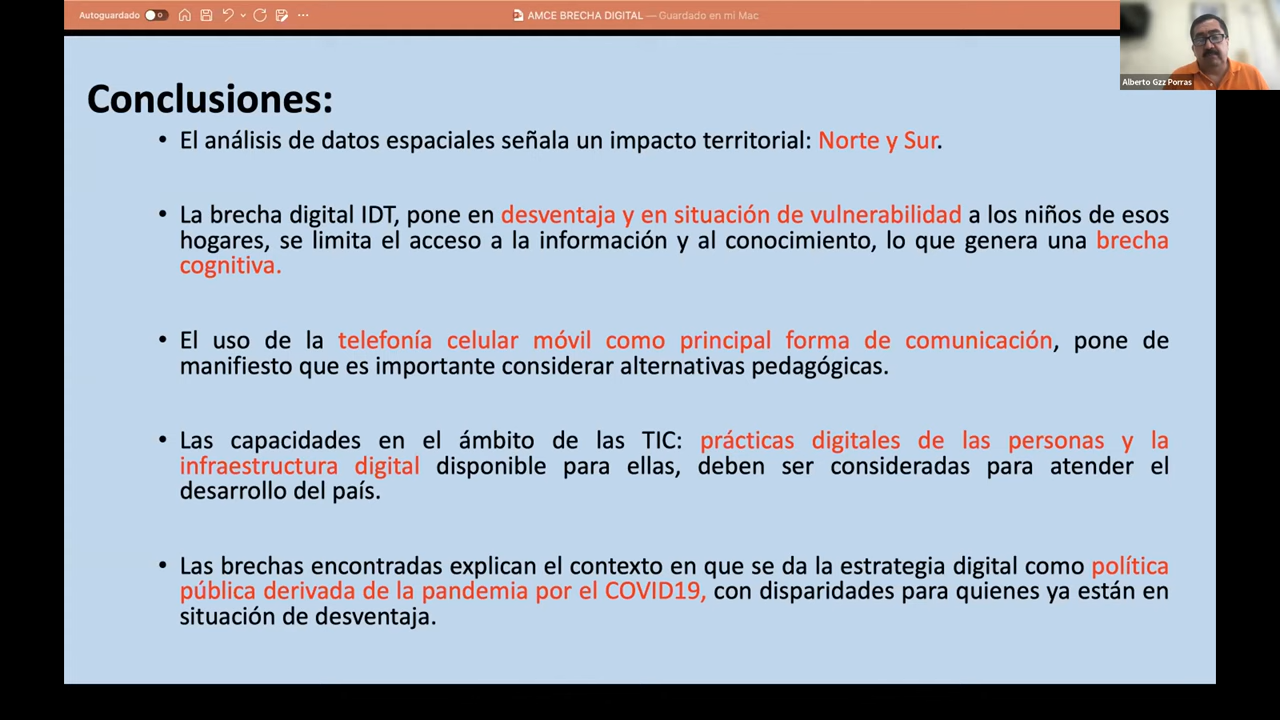 Autoguardado
AMCE BRECHA DIGITAL — Guardado en mi Mac
Alberto Gzz Porras
Conclusiones:
• El análisis de datos espaciales señala un impacto territorial: Norte y Sur.
• La brecha digital IDT, pone en desventaja y en situación de vulnerabilidad a los niños de esos
hogares, se limita el acceso a la información y al conocimiento, lo que genera una brecha
cognitiva.
• El uso de la telefonía celular móvil como principal forma de comunicación, pone de
manifiesto que es importante considerar alternativas pedagógicas.
• Las capacidades en el ámbito de las TIC: prácticas digitales de las personas y la
infraestructura digital disponible para ellas, deben ser consideradas para atender el
desarrollo del país.
• Las brechas encontradas explican el contexto en que se da la estrategia digital como política
pública derivada de la pandemia por el COVID19, con disparidades para quienes ya están en
situación de desventaja.